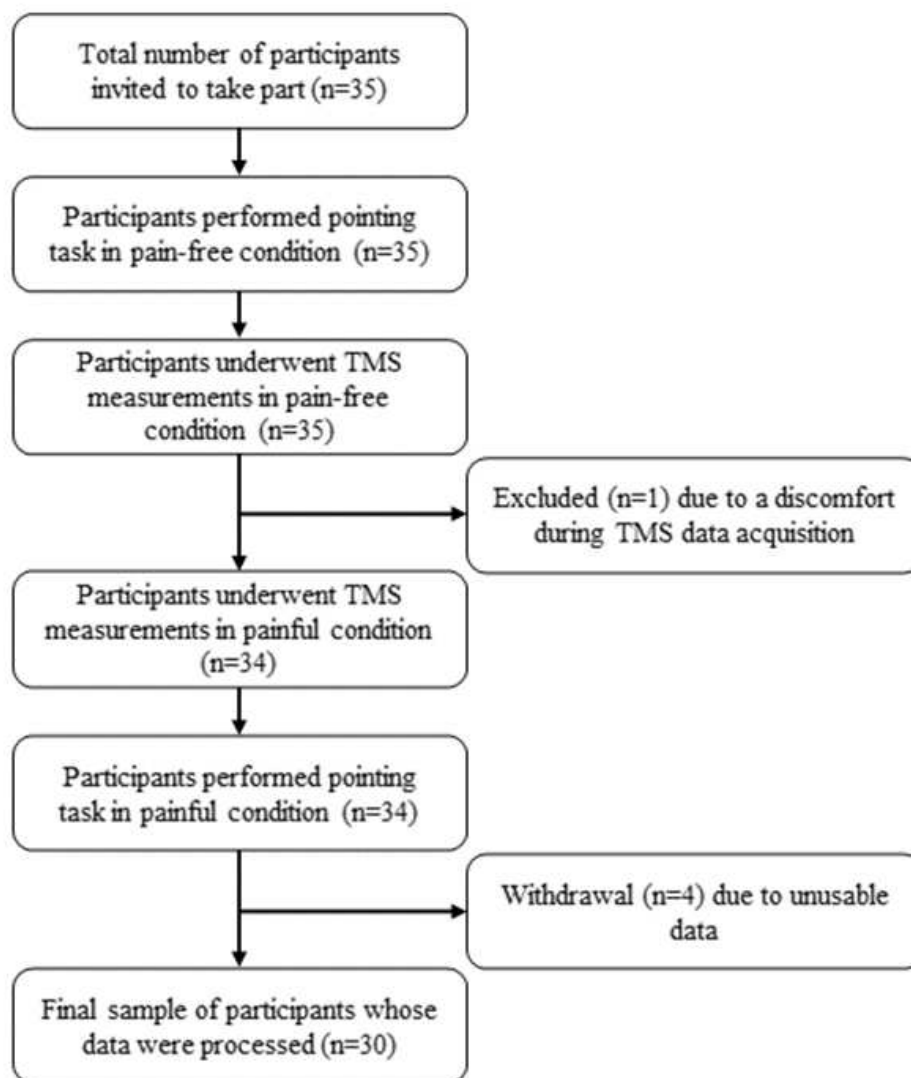 Total number of participants
invited to take part (n=35)
Participants performed pointing
task in pain-free condition (n=35)
Participants underwent TMS
measurements in pain-free
condition (n=35)
Excluded (n=1) due to a discomfort
during TMS data acquisition
Participants underwent TMS
measurements in painful condition
(n=34)
Participants performed pointing
task in painful condition (n=34)
Withdrawal (n=4) due to unusable
data
Final sample of participants whose
data were processed (n=30)